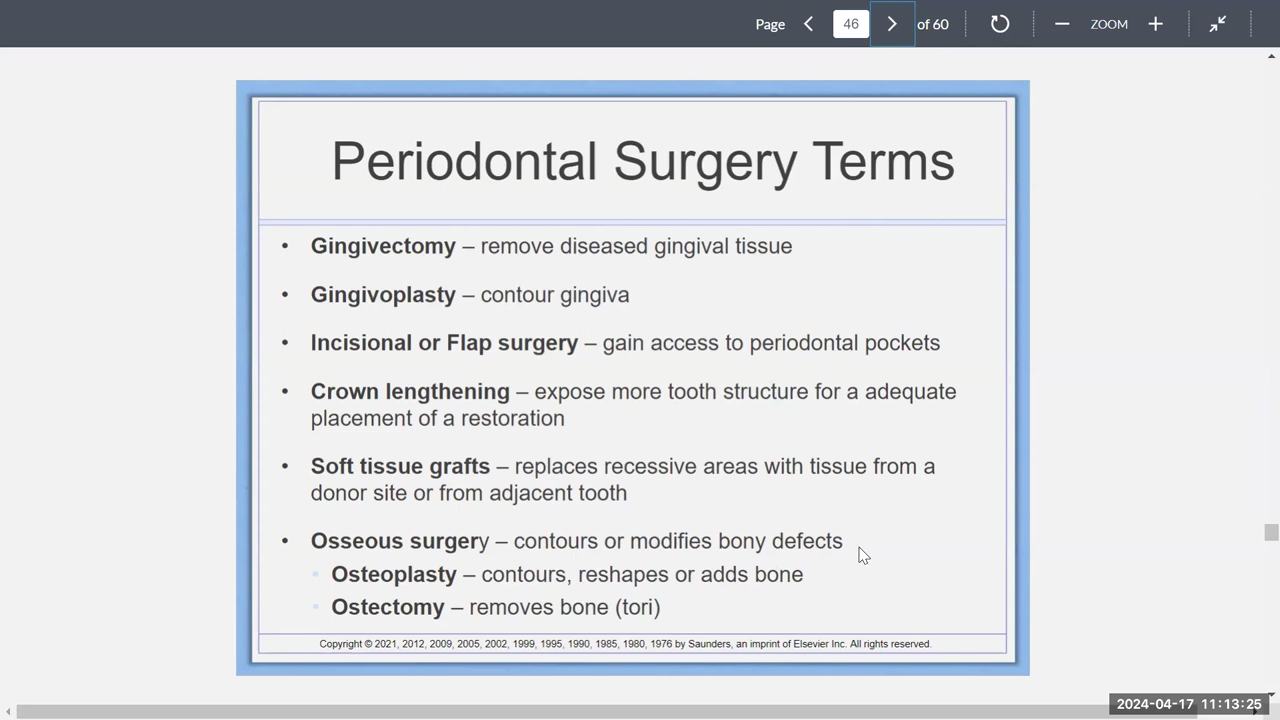 Page 46 of 60 ZOOM
Periodontal Surgery Terms
• Gingivectomy – remove diseased gingival tissue
• Gingivoplasty – contour gingiva
• Incisional or Flap surgery – gain access to periodontal pockets
• Crown lengthening – expose more tooth structure for a adequate
placement of a restoration
• Soft tissue grafts – replaces recessive areas with tissue from a
donor site or from adjacent tooth
• Osseous surgery – contours or modifies bony defects
▪ Osteoplasty – contours, reshapes or adds bone
▪ Ostectomy – removes bone (tori)
Copyright © 2021, 2012, 2009, 2005, 2002, 1999, 1995, 1990, 1985, 1980, 1976 by Saunders, an imprint of Elsevier Inc. All rights reserved.
2024-04-17 11:13:25